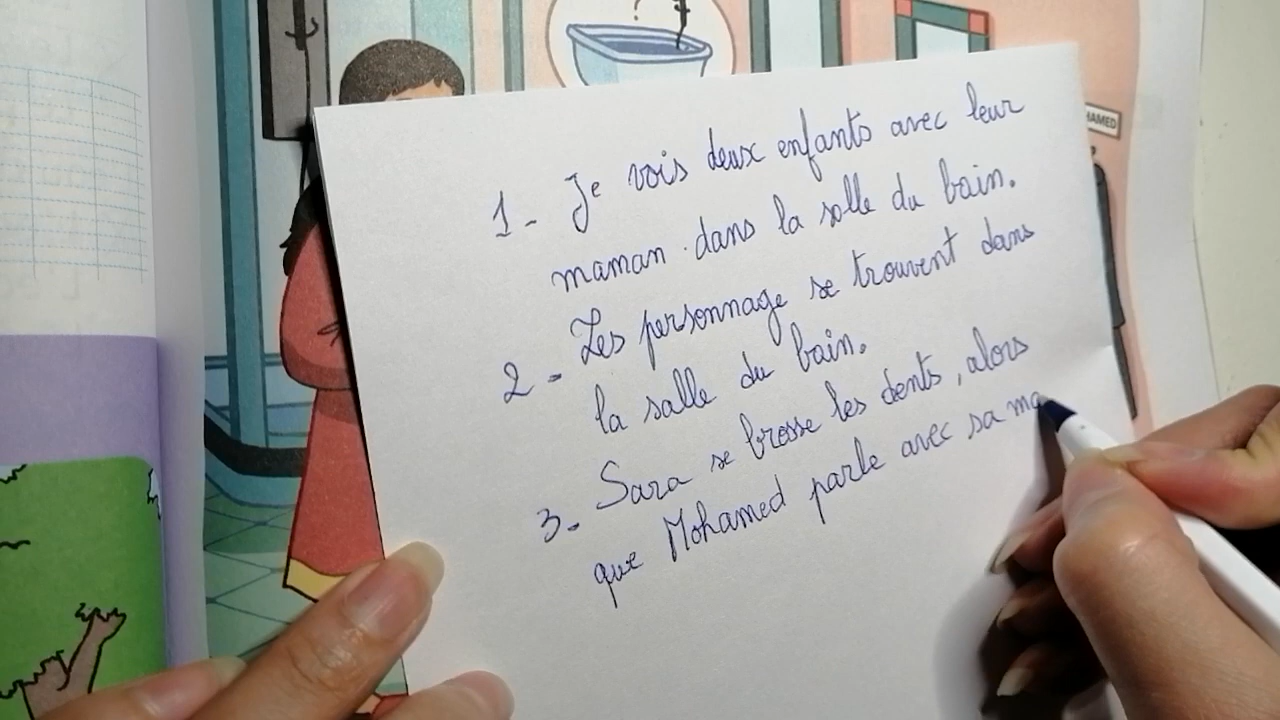 HAMED
1- Je vois deux enfants avec leur
maman dans la salle du bain.
2- Les personnage se trouvent dans
la salle du bain.
3- Sara se brosse les dents, alors
que Mohamed parle avec sa ma